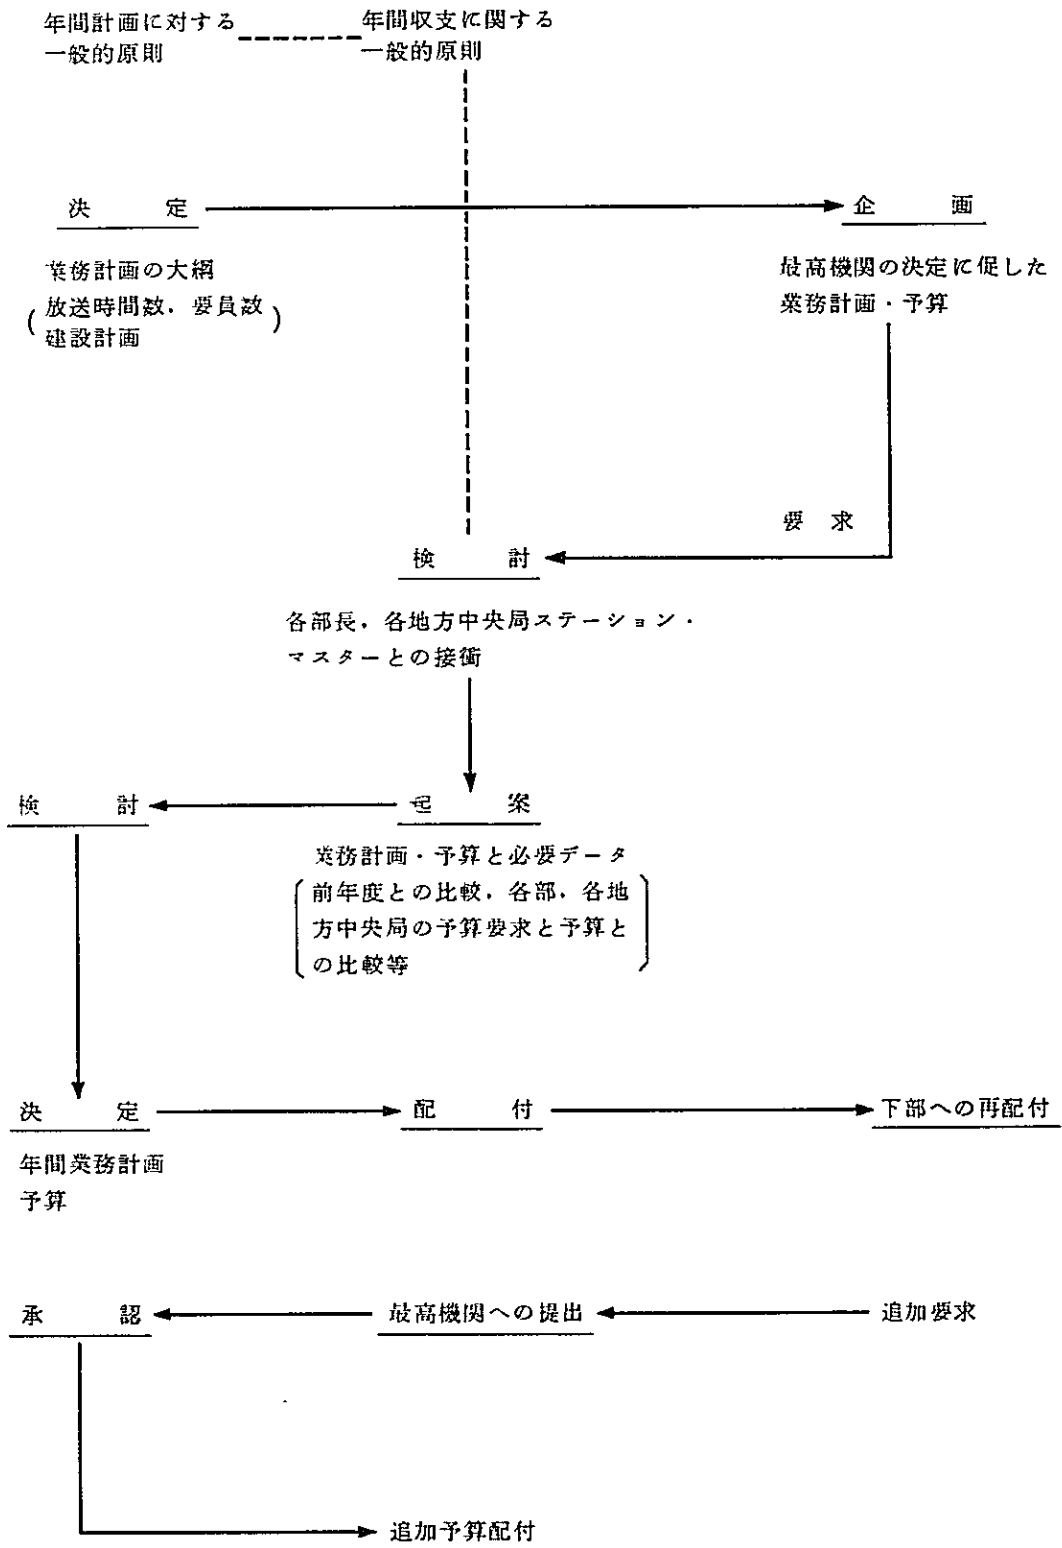 年間計画に対する
一般的原則
年間収支に関する
一般的原則
決定
企画
業務計画の大綱
(放送時間数,要員数
建設計画)
最高機関の決定に促した
業務計画・予算
要求
検討
各部長,各地方中央局ステーション・
マスターとの接衝
検討
起案
業務計画・予算と必要データ
前年度との比較,各部,各地
方中央局の予算要求と予算と
の比較等
決定
配付
下部への再配付
年間業務計画
予算
承認
最高機関への提出
追加要求
追加予算配付